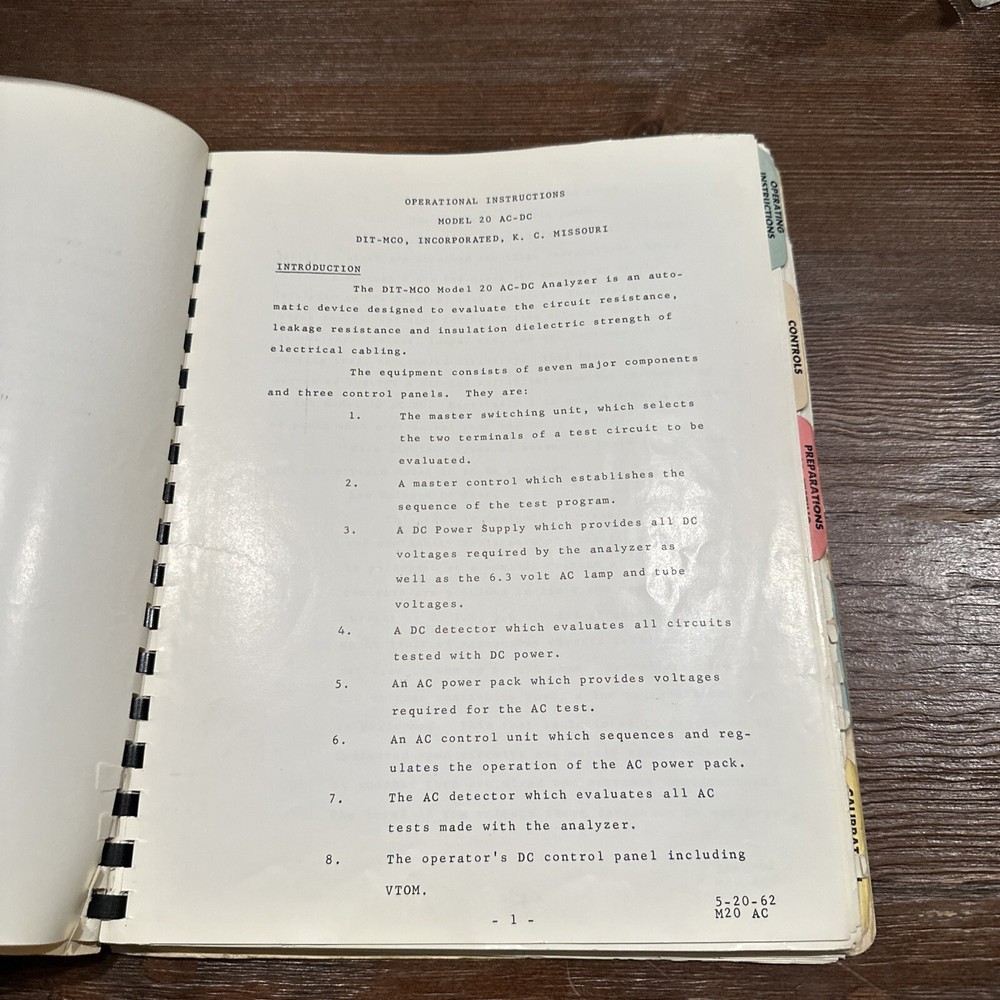 OPERATIONAL INSTRUCTIONS
MODEL 20 AC-DC
DIT-MCO, INCORPORATED, K. C. MISSOURI
INTRODUCTION
The DIT-MCO Model 20 AC-DC Analyzer is an auto-
matic device designed to evaluate the circuit resistance,
leakage resistance and insulation dielectric strength of
electrical cabling.
The equipment consists of seven major components
and three control panels. They are:
1. The master switching unit, which selects
the two terminals of a test circuit to be
evaluated.
2. A master control which establishes the
sequence of the test program.
3. A DC Power Supply which provides all DC
voltages required by the analyzer as
well as the 6.3 volt AC lamp and tube
voltages.
4. A DC detector which evaluates all circuits
tested with DC power.
5. An AC power pack which provides voltages
required for the AC test.
6. An AC control unit which sequences and reg-
ulates the operation of the AC power pack.
7. The AC detector which evaluates all AC
tests made with the analyzer.
8. The operator's DC control panel including
VTOM.
- 1 -
5-20-62
M20 AC
OPERATING
INSTRUCTIONS
CONTROLS
PREPARATIONS
CALIBRAT